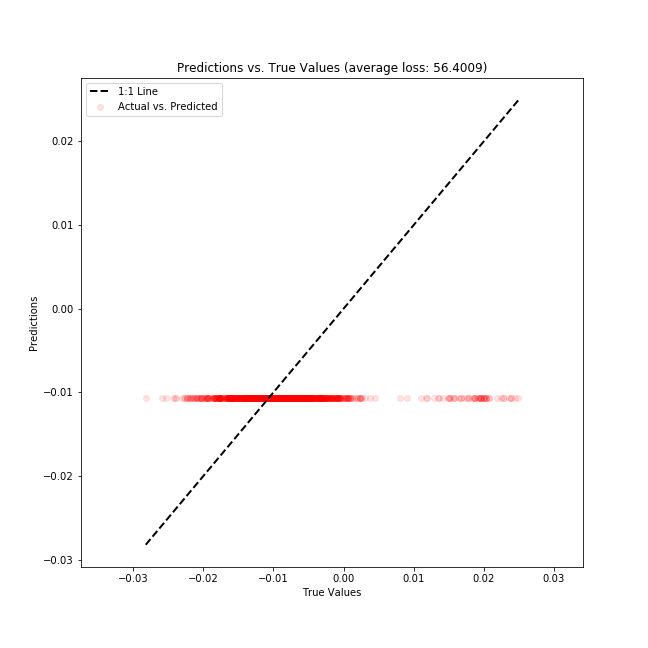 Predictions vs. True Values (average loss: 56.4009)
1:1 Line
Actual vs. Predicted
0.02
0.01
0.00
−0.01
−0.02
−0.03
Predictions
−0.03 −0.02 −0.01 0.00 0.01 0.02 0.03
True Values